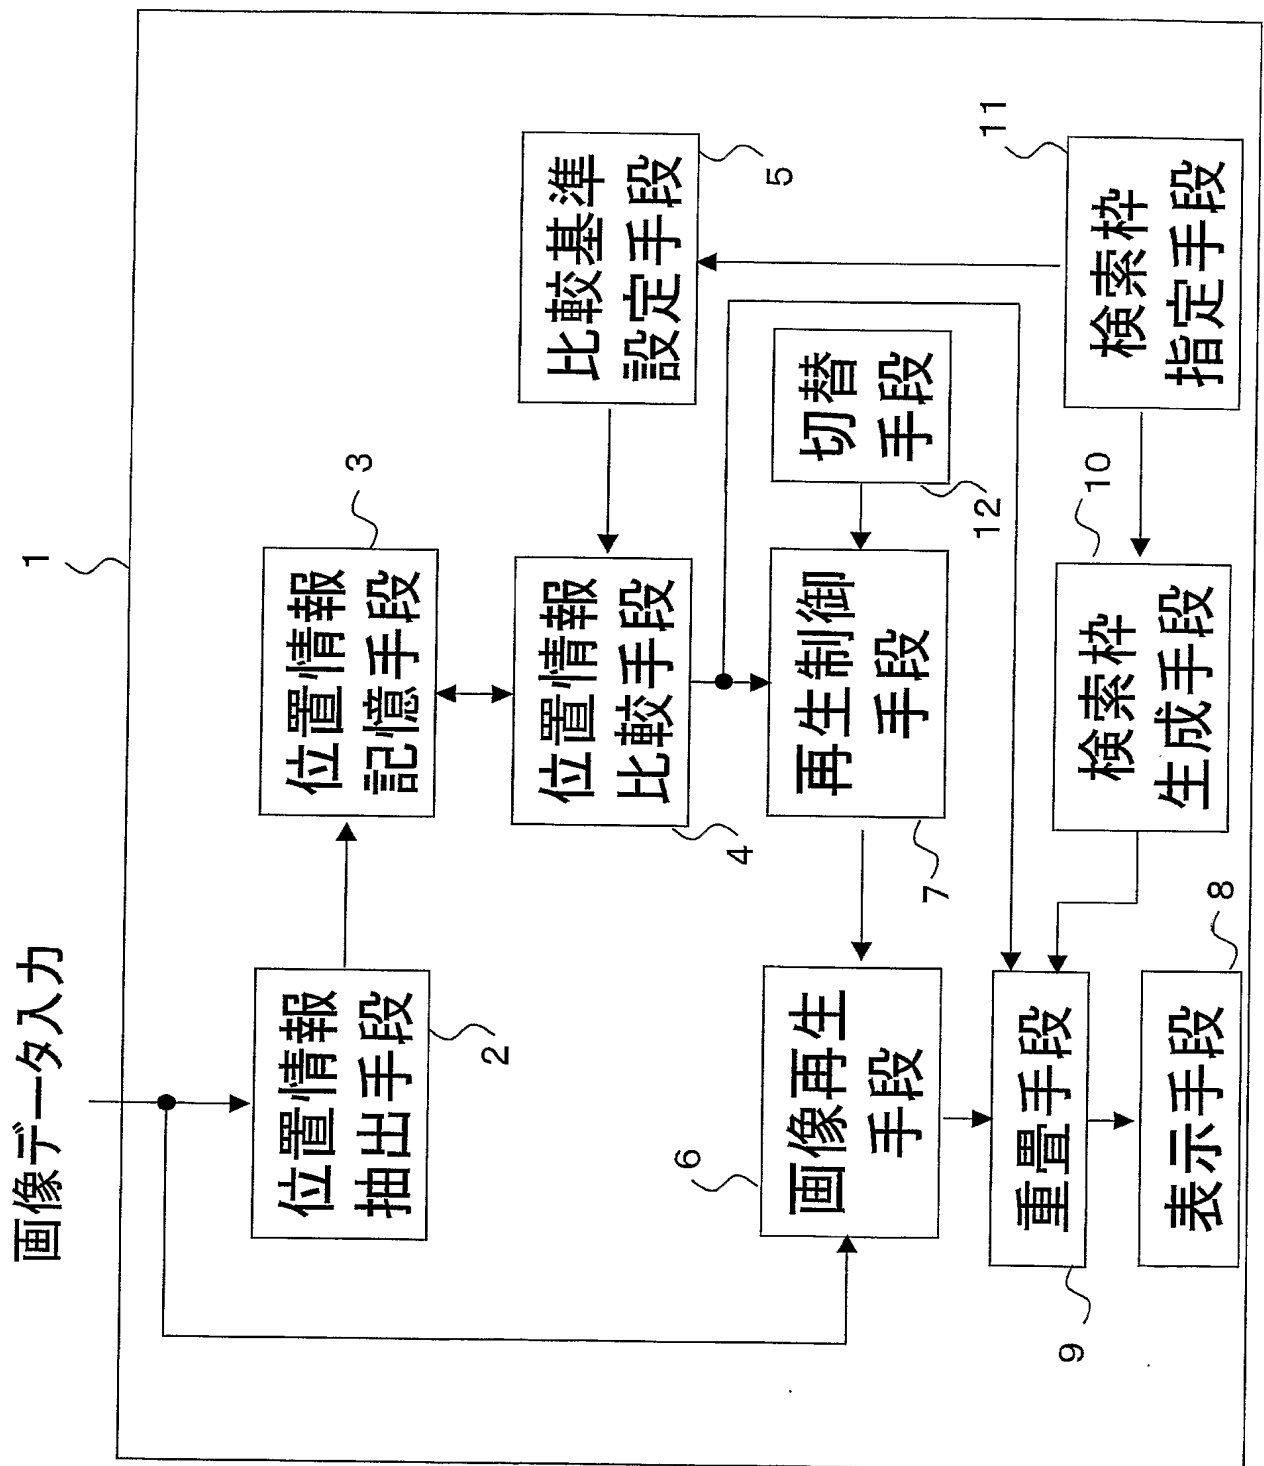 画像データ入力
1
位置情報
抽出手段
2
位置情報
記憶手段
3
位置情報
比較手段
4
比較基準
設定手段
5
画像再生
手段
6
再生制御
手段
7
切替
手段
12
重畳手段
9
表示手段
8
検索枠
生成手段
10
検索枠
指定手段
11